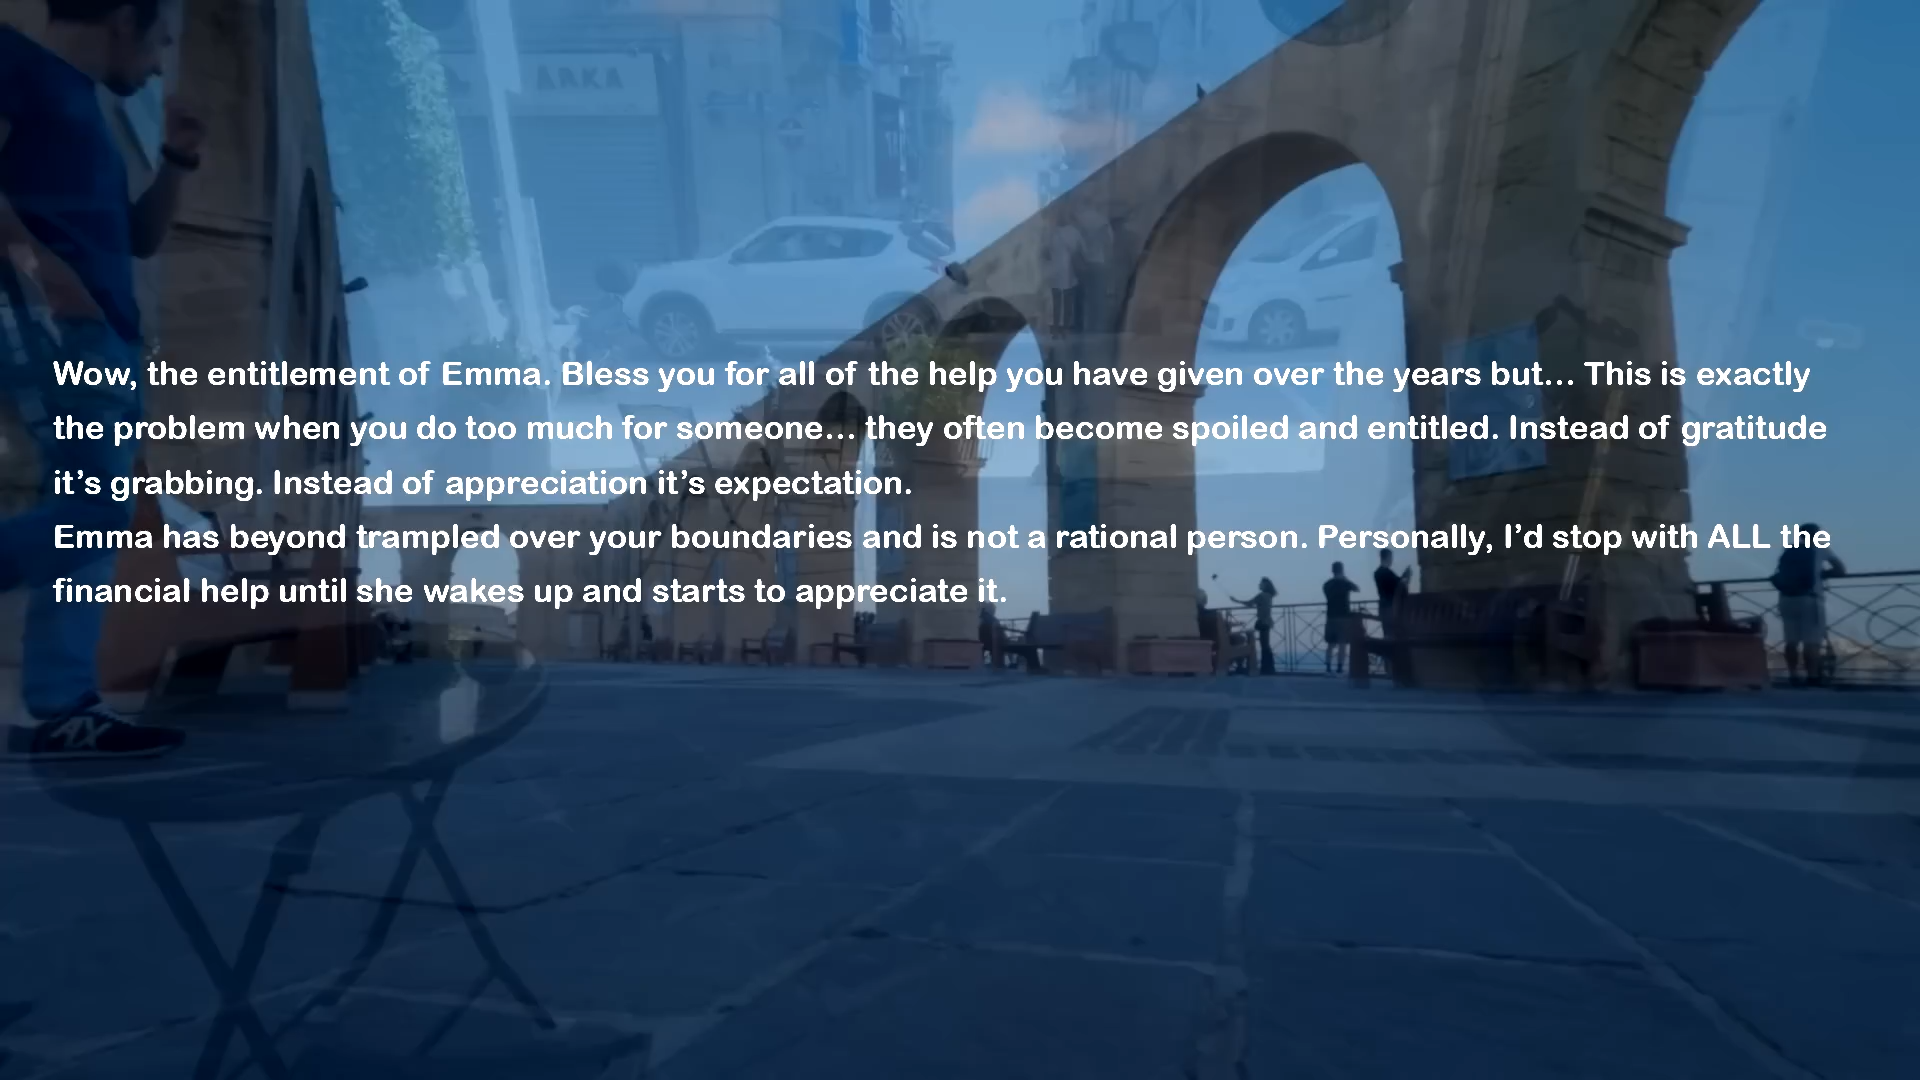 ARKA
Wow, the entitlement of Emma. Bless you for all of the help you have given over the years but… This is exactly
the problem when you do too much for someone… they often become spoiled and entitled. Instead of gratitude
it’s grabbing. Instead of appreciation it’s expectation.
Emma has beyond trampled over your boundaries and is not a rational person. Personally, I’d stop with ALL the
financial help until she wakes up and starts to appreciate it.
AX